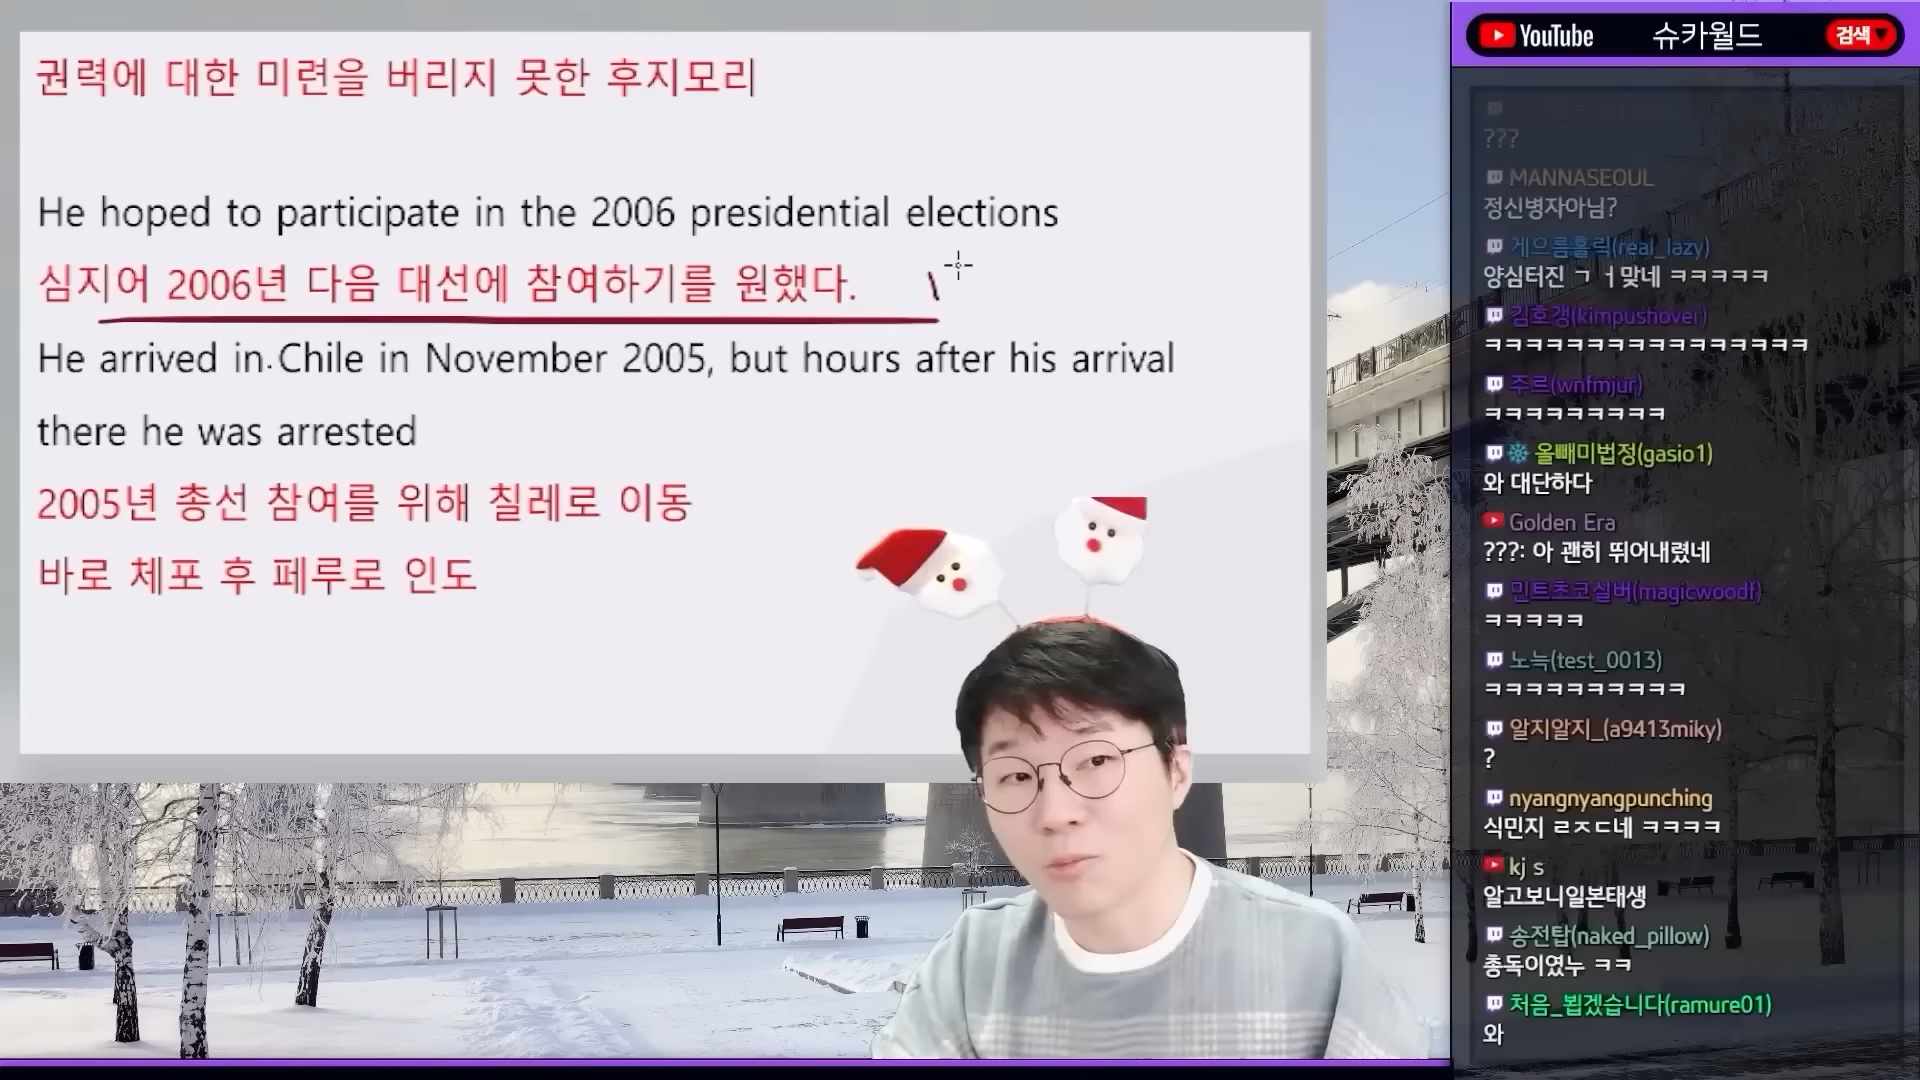 권력에 대한 미련을 버리지 못한 후지모리
He hoped to participate in the 2006 presidential elections
심지어 2006년 다음 대선에 참여하기를 원했다.
He arrived in Chile in November 2005, but hours after his arrival
there he was arrested
2005년 총선 참여를 위해 칠레로 이동
바로 체포 후 페루로 인도
YouTube 슈카월드 검색
???
MANNASEOUL
정신병자아님?
게으름홀릭(real_lazy)
양심터진 ㄱ ㅓ맞네 ㅋㅋㅋㅋㅋ
김호갱(kimpushover)
ㅋㅋㅋㅋㅋㅋㅋㅋㅋㅋㅋㅋㅋㅋㅋㅋ
주르(wnfmjur)
ㅋㅋㅋㅋㅋㅋㅋㅋㅋ
올빼미법정(gasio1)
와 대단하다
Golden Era
???: 아 괜히 뛰어내렸네
민트초코실버(magicwoodf)
ㅋㅋㅋㅋㅋ
노늑(test_0013)
ㅋㅋㅋㅋㅋㅋㅋㅋㅋㅋ
알지알지_(a9413miky)
?
nyangnyangpunching
식민지 ㄹㅈㄷ네 ㅋㅋㅋㅋ
kj s
알고보니일본태생
송전탑(naked_pillow)
총독이였누 ㅋㅋ
처음_뵙겠습니다(ramure01)
와